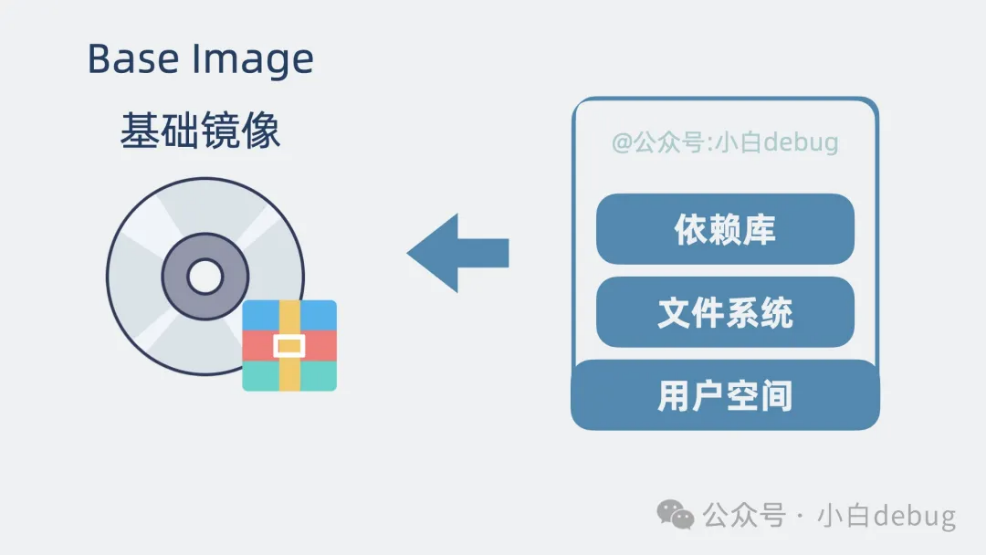 Base Image
基础镜像
@公众号:小白debug
依赖库
文件系统
用户空间
公众号 · 小白debug